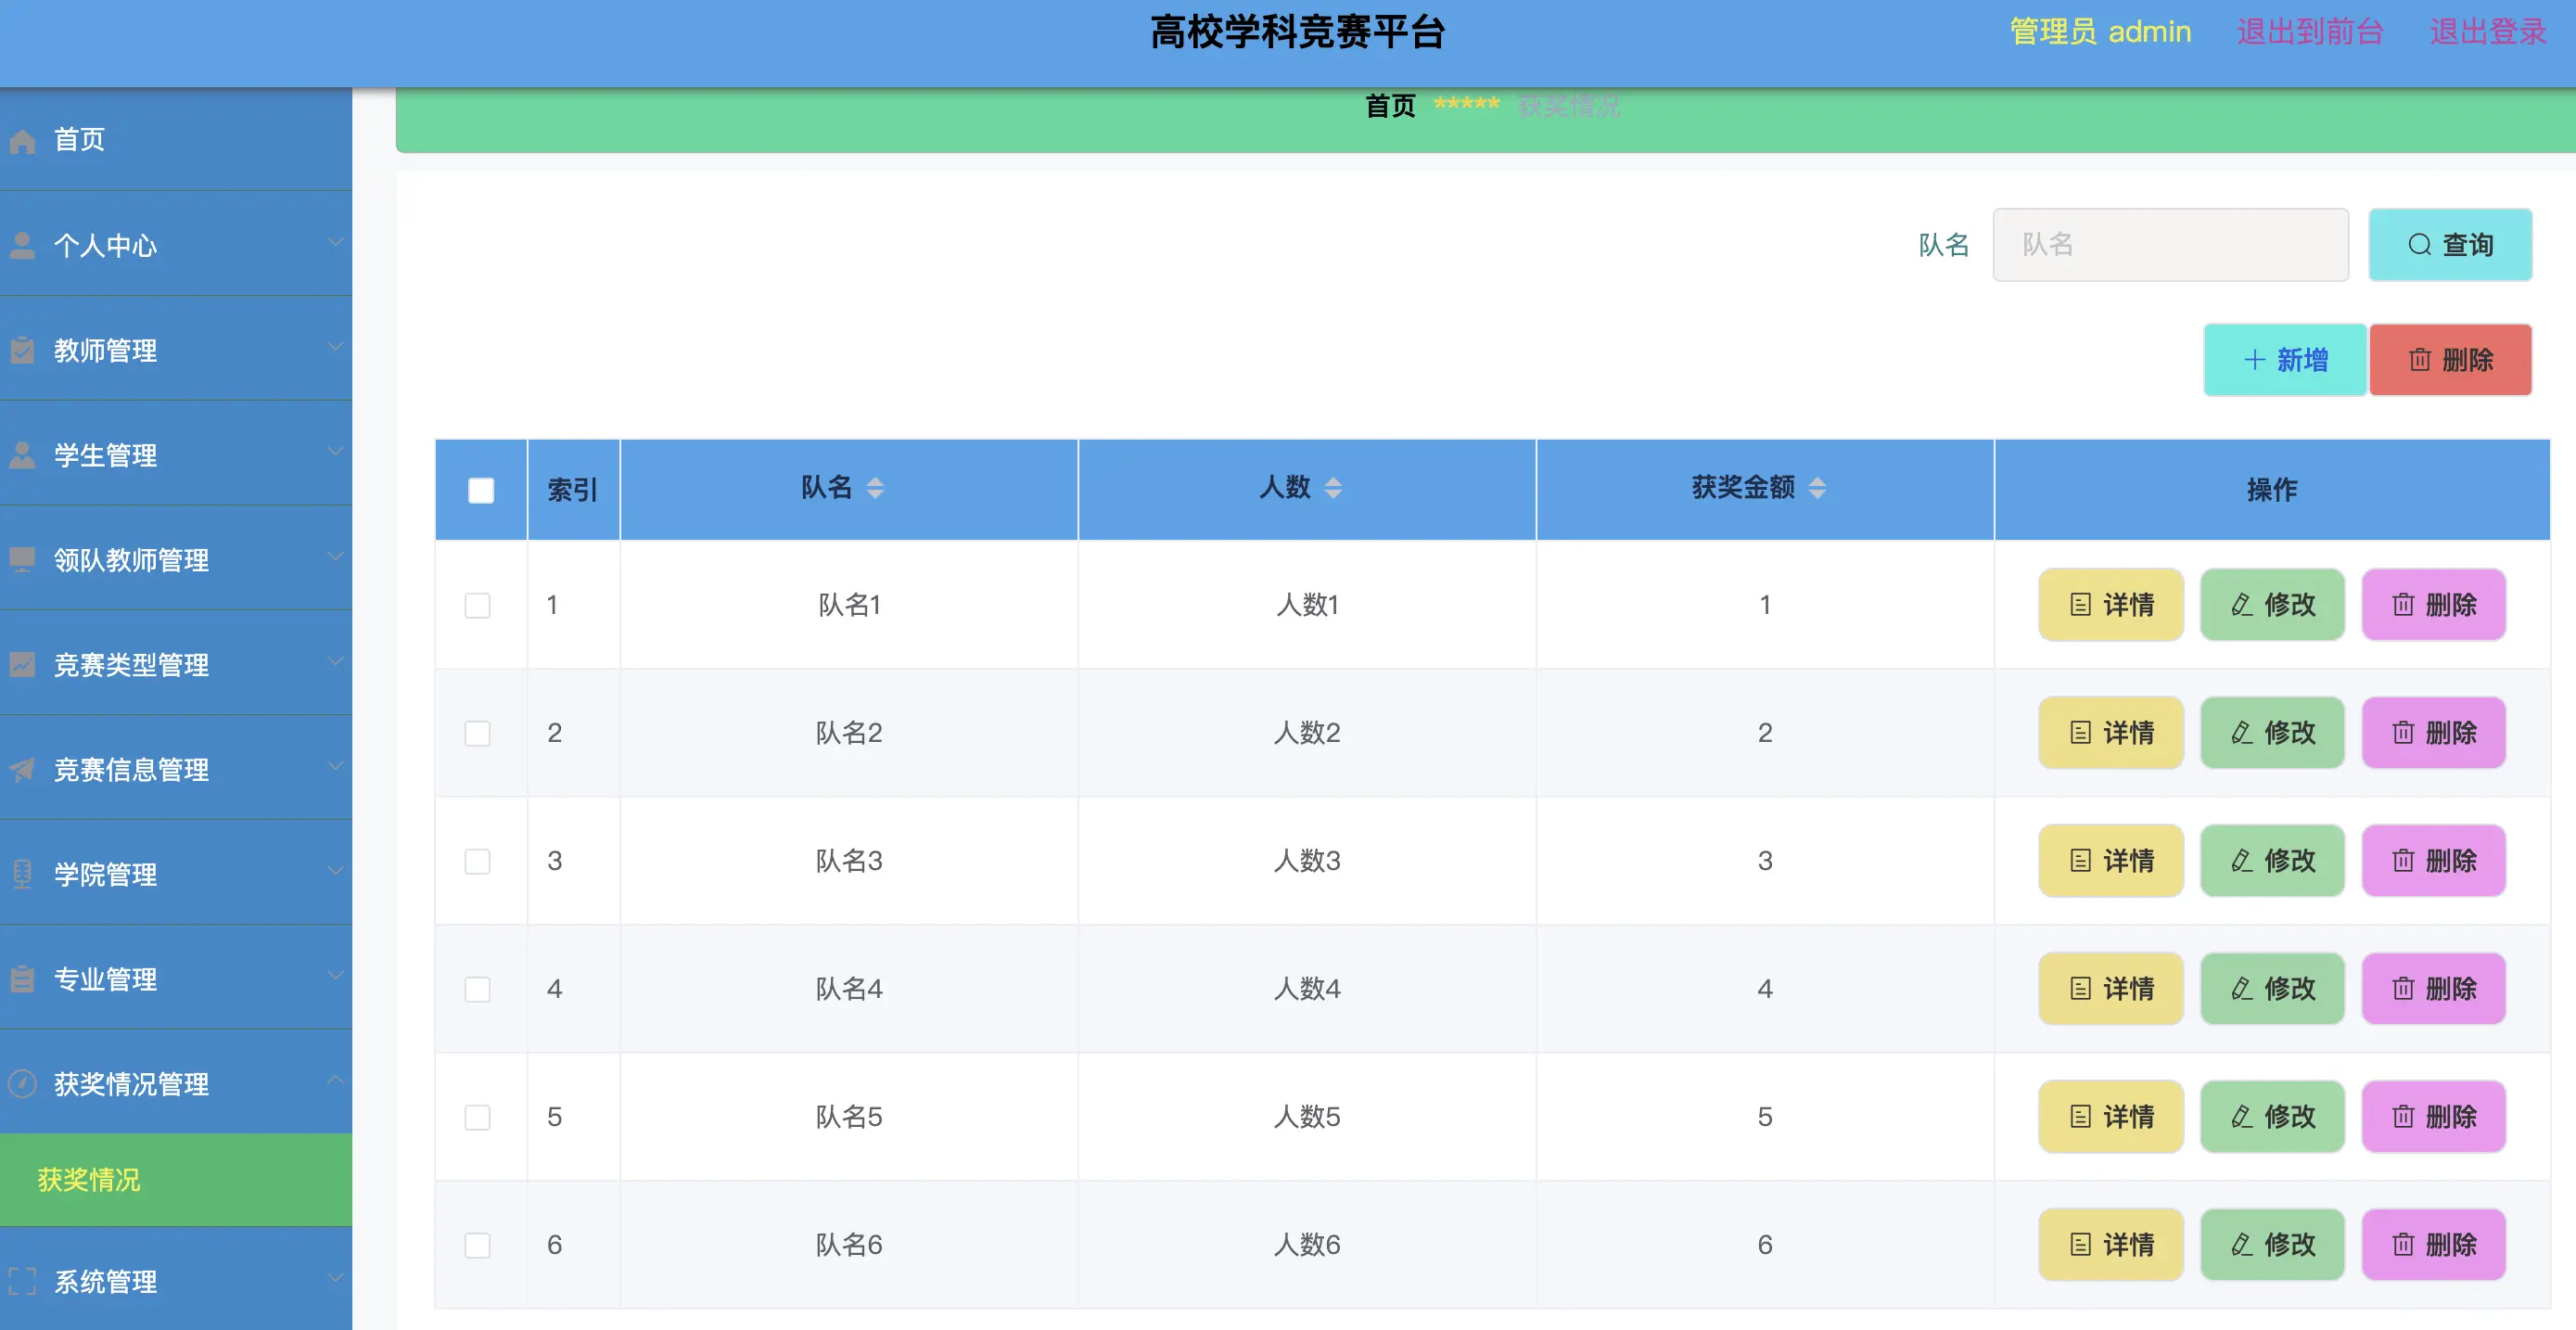 高校学科竞赛平台
管理员 admin 退出到前台 退出登录
首页 ***** 获奖情况
首页
个人中心
教师管理
学生管理
领队教师管理
竞赛类型管理
竞赛信息管理
学院管理
专业管理
获奖情况管理
获奖情况
系统管理
队名 队名 查询
新增 删除
索引 队名 人数 获奖金额 操作
1 队名1 人数1 1 详情 修改 删除
2 队名2 人数2 2 详情 修改 删除
3 队名3 人数3 3 详情 修改 删除
4 队名4 人数4 4 详情 修改 删除
5 队名5 人数5 5 详情 修改 删除
6 队名6 人数6 6 详情 修改 删除